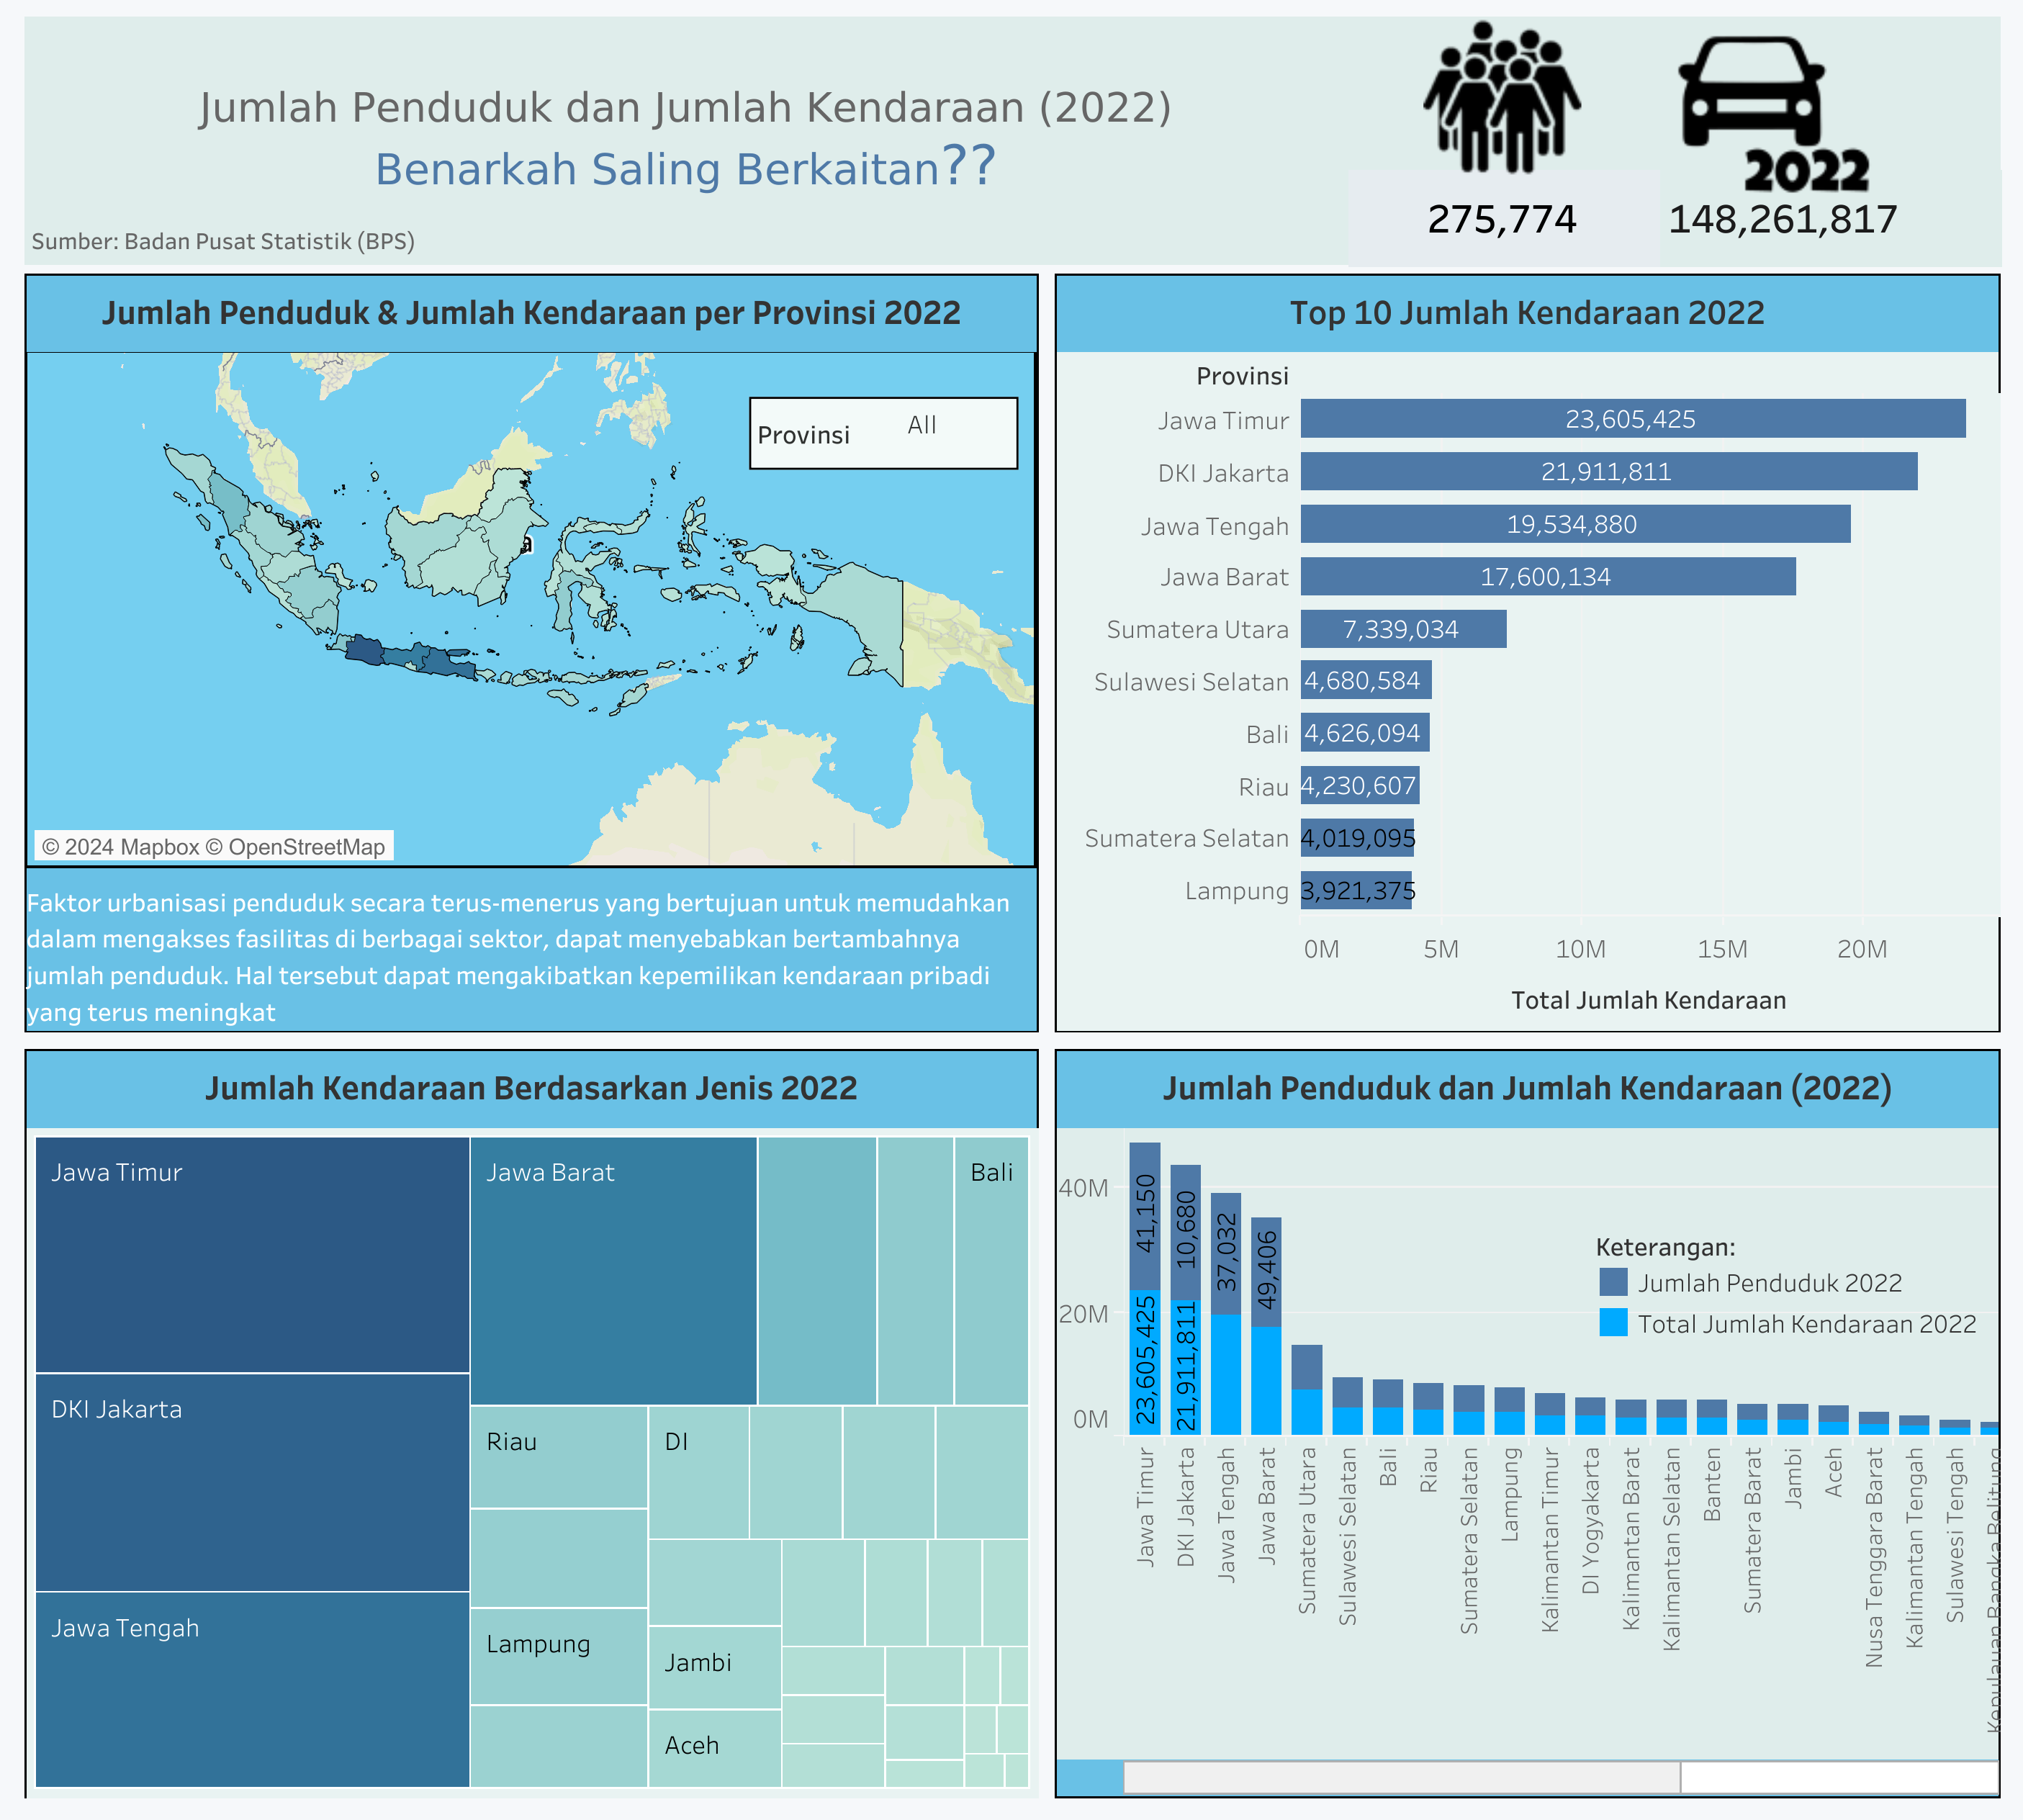 Jumlah Penduduk dan Jumlah Kendaraan (2022)
Benarkah Saling Berkaitan??
Sumber: Badan Pusat Statistik (BPS)
2022
275,774
148,261,817
Jumlah Penduduk & Jumlah Kendaraan per Provinsi 2022
Provinsi
All
a
© 2024 Mapbox © OpenStreetMap
Faktor urbanisasi penduduk secara terus-menerus yang bertujuan untuk memudahkan
dalam mengakses fasilitas di berbagai sektor, dapat menyebabkan bertambahnya
jumlah penduduk. Hal tersebut dapat mengakibatkan kepemilikan kendaraan pribadi
yang terus meningkat
Top 10 Jumlah Kendaraan 2022
Provinsi
Jawa Timur 23,605,425
DKI Jakarta 21,911,811
Jawa Tengah 19,534,880
Jawa Barat 17,600,134
Sumatera Utara 7,339,034
Sulawesi Selatan 4,680,584
Bali 4,626,094
Riau 4,230,607
Sumatera Selatan 4,019,095
Lampung 3,921,375
0M 5M 10M 15M 20M
Total Jumlah Kendaraan
Jumlah Kendaraan Berdasarkan Jenis 2022
Jawa Timur
DKI Jakarta
Jawa Tengah
Jawa Barat
Bali
Riau
DI
Lampung
Jambi
Aceh
Jumlah Penduduk dan Jumlah Kendaraan (2022)
40M
20M
0M
41,150
23,605,425
10,680
21,911,811
37,032
49,406
Keterangan:
Jumlah Penduduk 2022
Total Jumlah Kendaraan 2022
Jawa Timur
DKI Jakarta
Jawa Tengah
Jawa Barat
Sumatera Utara
Sulawesi Selatan
Bali
Riau
Sumatera Selatan
Lampung
Kalimantan Timur
DI Yogyakarta
Kalimantan Barat
Kalimantan Selatan
Banten
Sumatera Barat
Jambi
Aceh
Nusa Tenggara Barat
Kalimantan Tengah
Sulawesi Tengah
Kepulauan Bangka Belitung